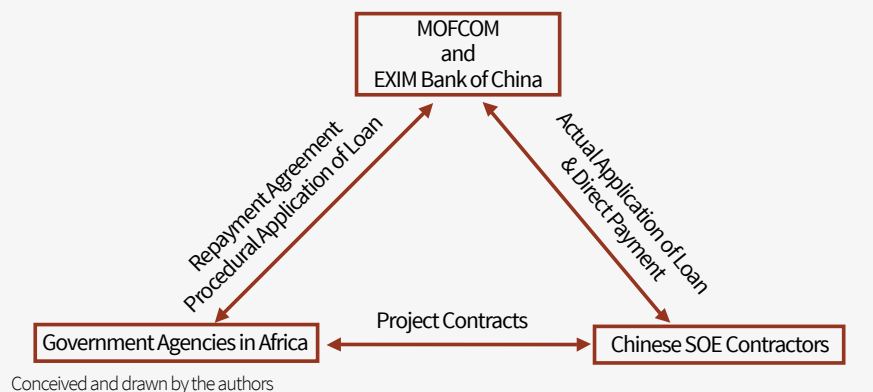 MOFCOM
and
EXIM Bank of China
Repayment Agreement
Procedural Application of Loan
Actual Application of Loan
& Direct Payment
Project Contracts
Government Agencies in Africa
Chinese SOE Contractors
Conceived and drawn by the authors